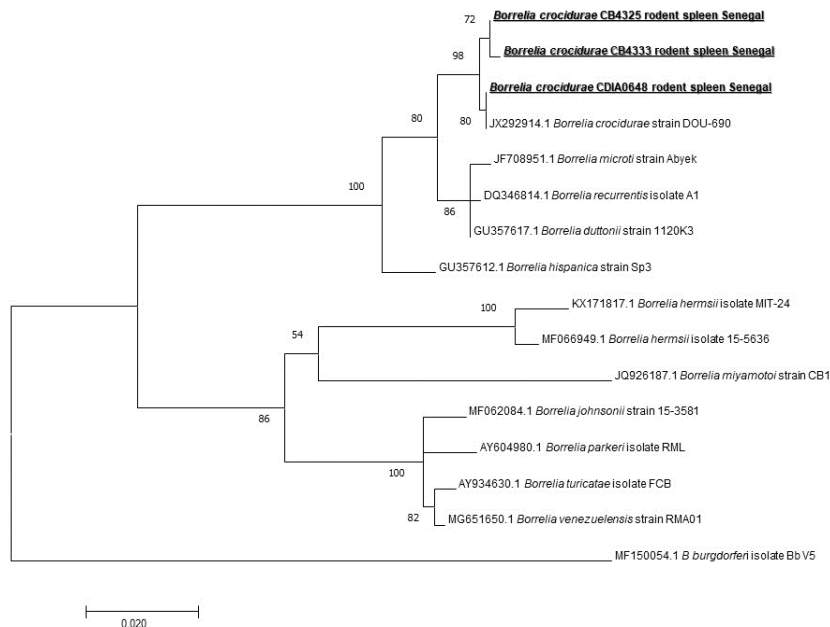 72
Borrelia crocidurae CB4325 rodent spleen Senegal
98
Borrelia crocidurae CB4333 rodent spleen Senegal
Borrelia crocidurae CDIA0648 rodent spleen Senegal
80
80
JX292914.1 Borrelia crocidurae strain DOU-690
JF708951.1 Borrelia microti strain Abyek
100
DQ346814.1 Borrelia recurrentis isolate A1
86
GU357617.1 Borrelia duttonii strain 1120K3
GU357612.1 Borrelia hispanica strain Sp3
100
KX171817.1 Borrelia hermsii isolate MIT-24
54
MF066949.1 Borrelia hermsii isolate 15-5636
JQ926187.1 Borrelia miyamotoi strain CB1
86
MF062084.1 Borrelia johnsonii strain 15-3581
AY604980.1 Borrelia parkeri isolate RML
100
AY934630.1 Borrelia turicatae isolate FCB
82
MG651650.1 Borrelia venezuelensis strain RMA01
MF150054.1 B burgdorferi isolate Bb V5
0.020